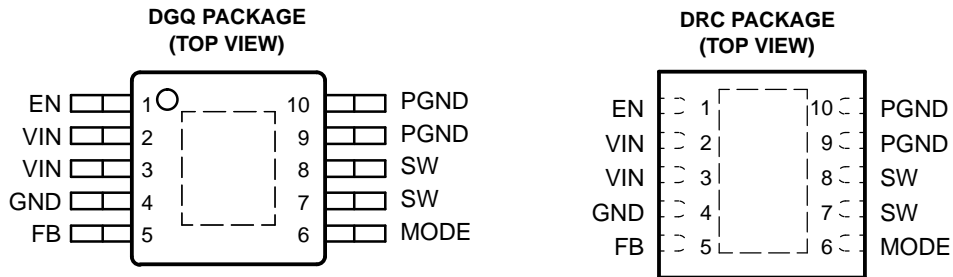 DGQ PACKAGE
(TOP VIEW)
EN 1 10 PGND
VIN 2 9 PGND
VIN 3 8 SW
GND 4 7 SW
FB 5 6 MODE
DRC PACKAGE
(TOP VIEW)
EN 1 10 PGND
VIN 2 9 PGND
VIN 3 8 SW
GND 4 7 SW
FB 5 6 MODE